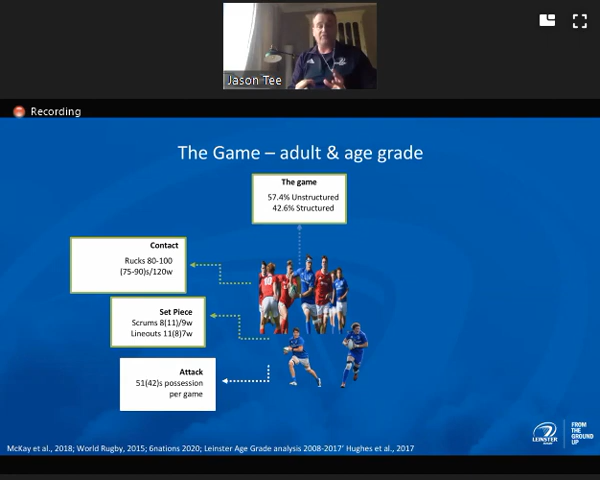 Jason Tee
Recording
The Game – adult & age grade
The game
57.4% Unstructured
42.6% Structured
Contact
Rucks 80-100
(75-90)s/120w
Set Piece
Scrums 8(11)/9w
Lineouts 11(8)7w
Attack
51(42)s possession
per game
LEINSTER
FROM
THE
GROUND
UP
McKay et al., 2018; World Rugby, 2015; 6nations 2020; Leinster Age Grade analysis 2008-2017' Hughes et al., 2017